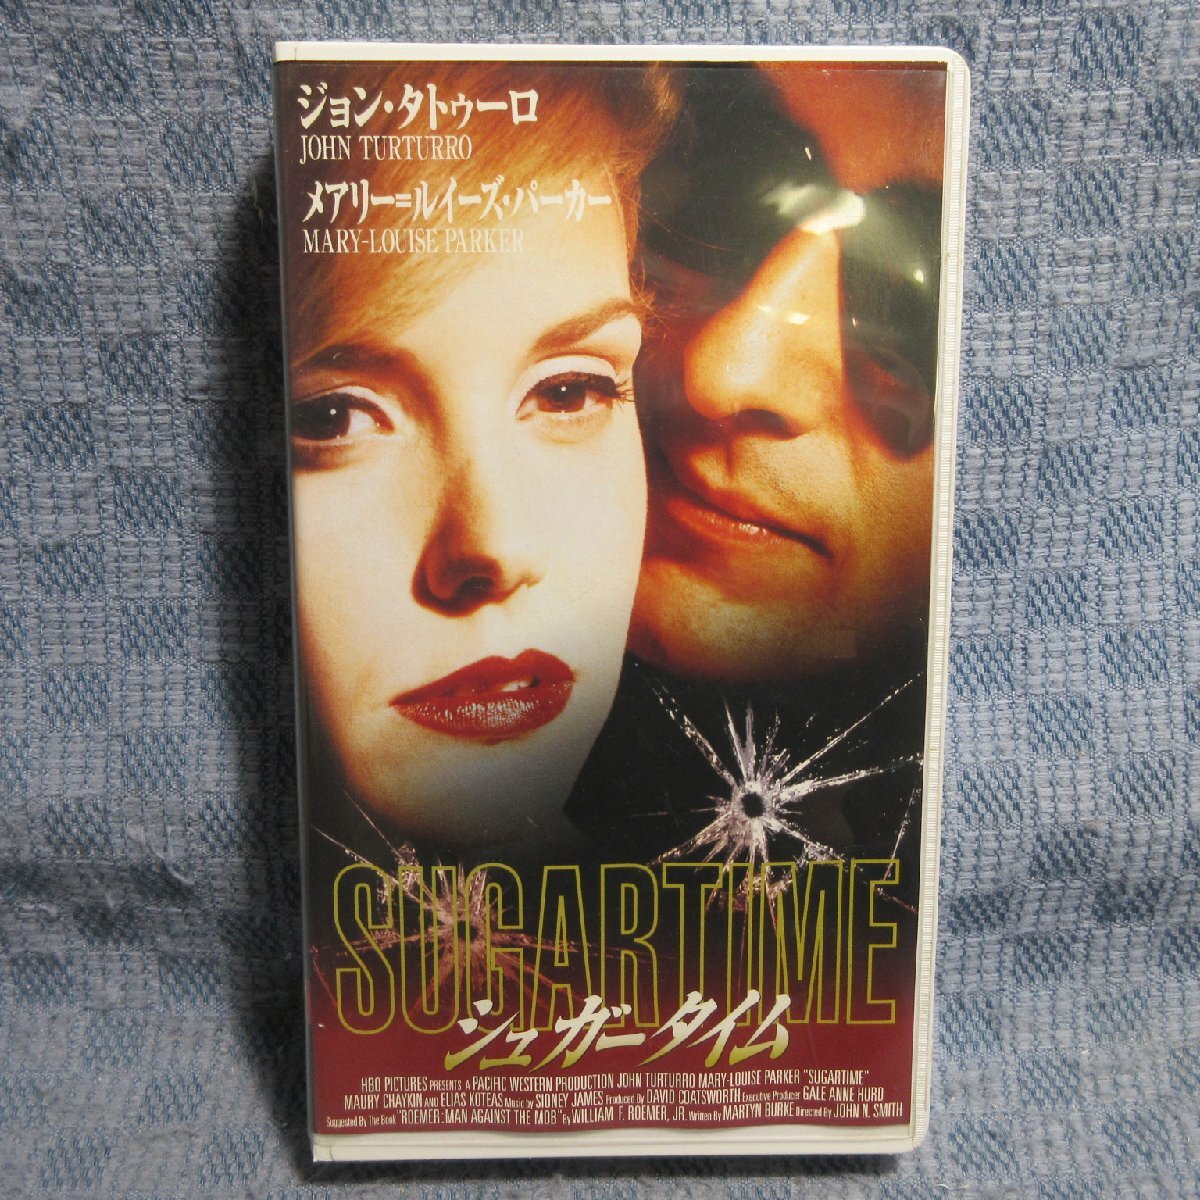 ジョン・タトゥーロ
JOHN TURTURRO
メアリー=ルイーズ・パーカー
MARY-LOUISE PARKER
SUGARTIME
シュガータイム
HBO PICTURES PRESENTS A PACIFIC WESTERN PRODUCTION JOHN TURTURRO MARY-LOUISE PARKER "SUGARTIME"
MAURY CHAYKIN AND ELIAS KOTEAS Music by SIDNEY JAMES Produced By DAVID COATSWORTH Executive Producer GALE ANNE HURD
Suggested By The Book "ROEMER: MAN AGAINST THE MOB" By WILLIAM F. ROEMER, JR. Written By MARTYN BURKE Directed By JOHN N. SMITH